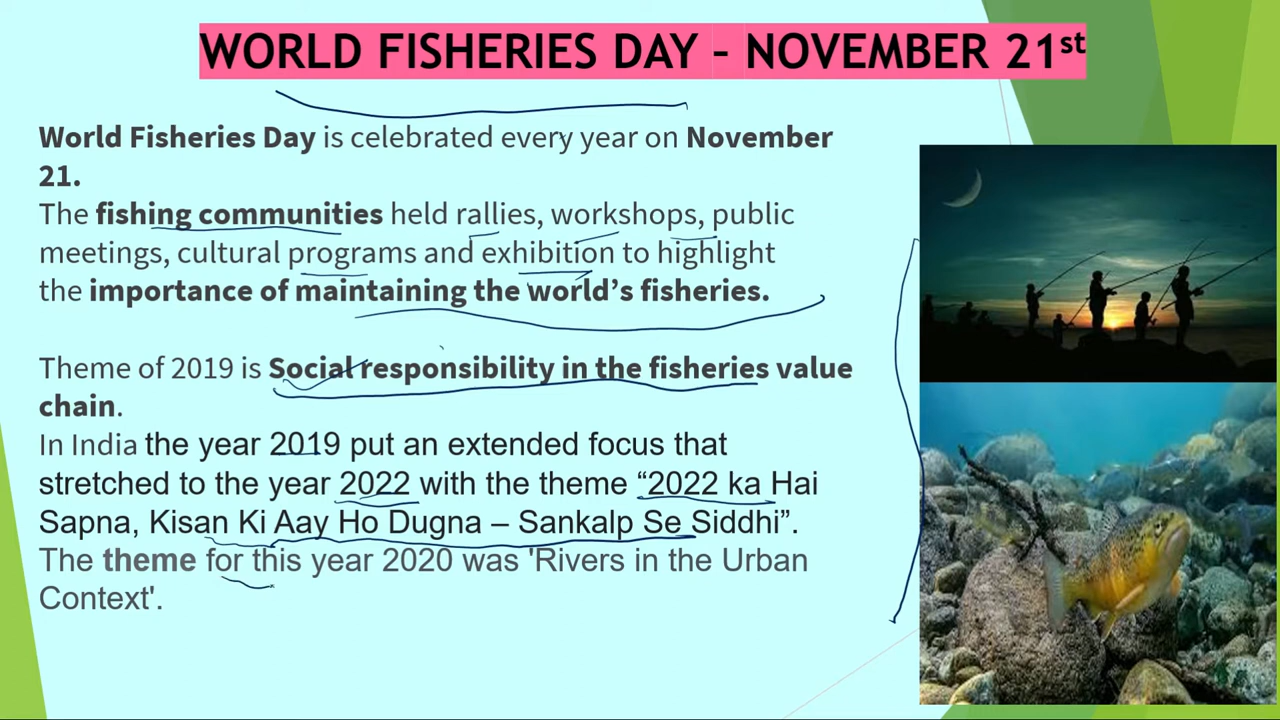 WORLD FISHERIES DAY – NOVEMBER 21st
World Fisheries Day is celebrated every year on November
21.
The fishing communities held rallies, workshops, public
meetings, cultural programs and exhibition to highlight
the importance of maintaining the world’s fisheries.
Theme of 2019 is Social responsibility in the fisheries value
chain.
In India the year 2019 put an extended focus that
stretched to the year 2022 with the theme “2022 ka Hai
Sapna, Kisan Ki Aay Ho Dugna – Sankalp Se Siddhi”.
The theme for this year 2020 was 'Rivers in the Urban
Context'.